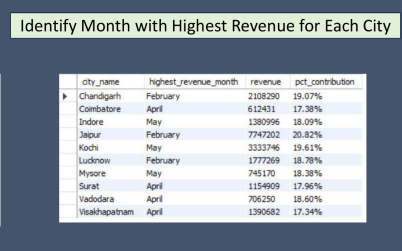 Identify Month with Highest Revenue for Each City
city_name highest_revenue_month revenue pct_contribution
Chandigarh February 2108290 19.07%
Coimbatore April 612431 17.38%
Indore May 1380996 18.09%
Jaipur February 7747202 20.82%
Kochi May 3333746 19.61%
Lucknow February 1777269 18.78%
Mysore May 745170 18.38%
Surat April 1154909 17.96%
Vadodara April 706250 18.60%
Visakhapatnam April 1390682 17.34%